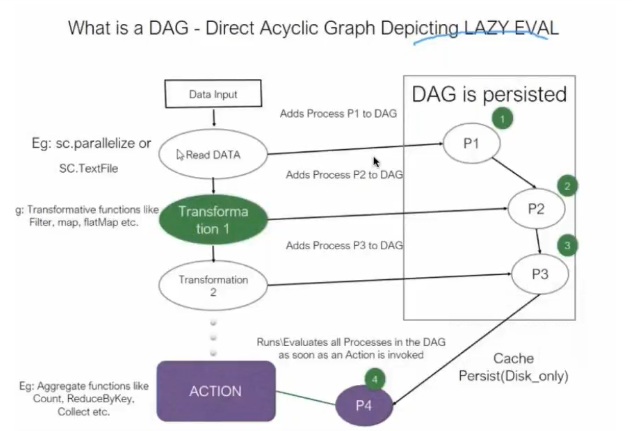 What is a DAG - Direct Acyclic Graph Depicting LAZY EVAL
Data Input
DAG is persisted
Adds Process P1 to DAG
1
Eg: sc.parallelize or
SC.TextFile
Read DATA
P1
Adds Process P2 to DAG
2
g: Transformative functions like
Filter, map, flatMap etc.
Transforma
tion 1
P2
Adds Process P3 to DAG
3
Transformation
2
P3
Runs\Evaluates all Processes in the DAG
as soon as an Action is invoked
Cache
Persist(Disk_only)
Eg: Aggregate functions like
Count, ReduceByKey,
Collect etc.
ACTION
4
P4